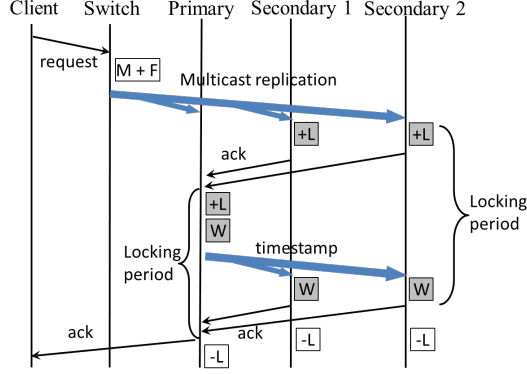 Client Switch Primary Secondary 1 Secondary 2
request
M + F
Multicast replication
+L +L
ack
+L
W
Locking
period
Locking
period
timestamp
W W
ack
ack
-L -L -L